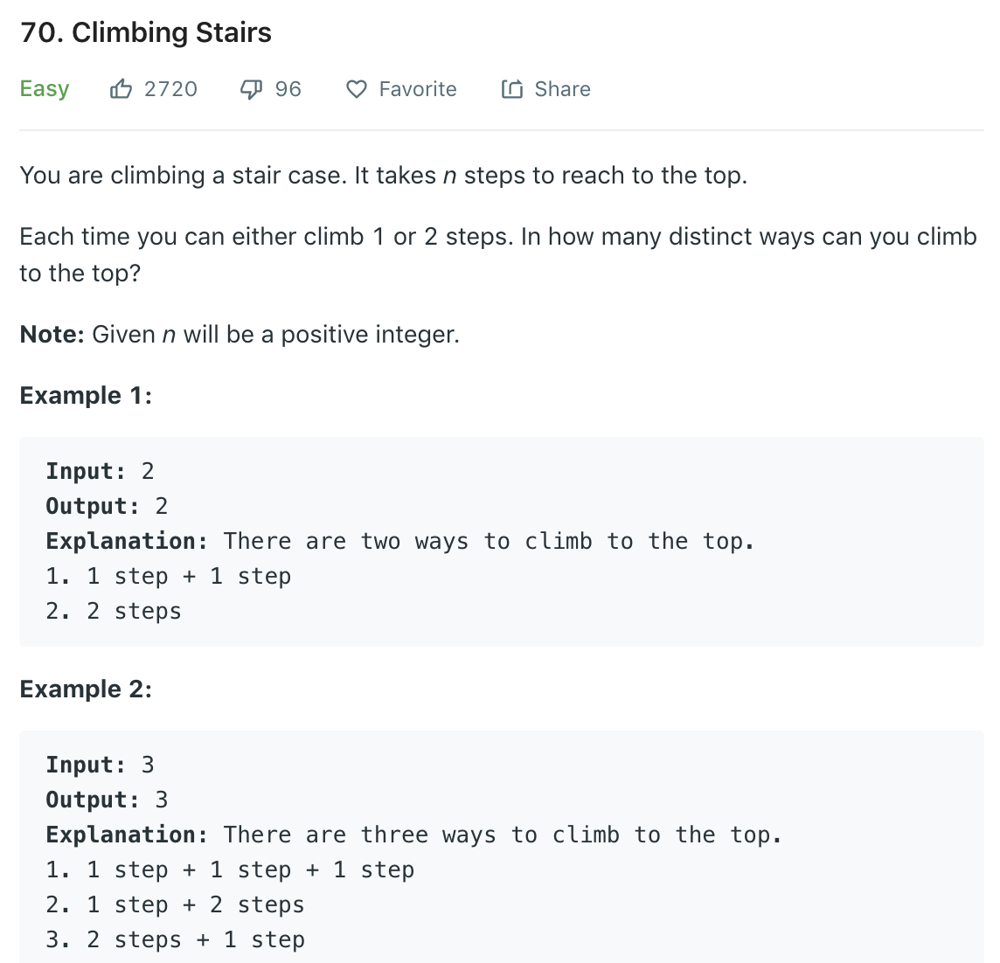 70. Climbing Stairs
Easy 2720 96 Favorite Share
You are climbing a stair case. It takes n steps to reach to the top.
Each time you can either climb 1 or 2 steps. In how many distinct ways can you climb
to the top?
Note: Given n will be a positive integer.
Example 1:
Input: 2
Output: 2
Explanation: There are two ways to climb to the top.
1. 1 step + 1 step
2. 2 steps
Example 2:
Input: 3
Output: 3
Explanation: There are three ways to climb to the top.
1. 1 step + 1 step + 1 step
2. 1 step + 2 steps
3. 2 steps + 1 step